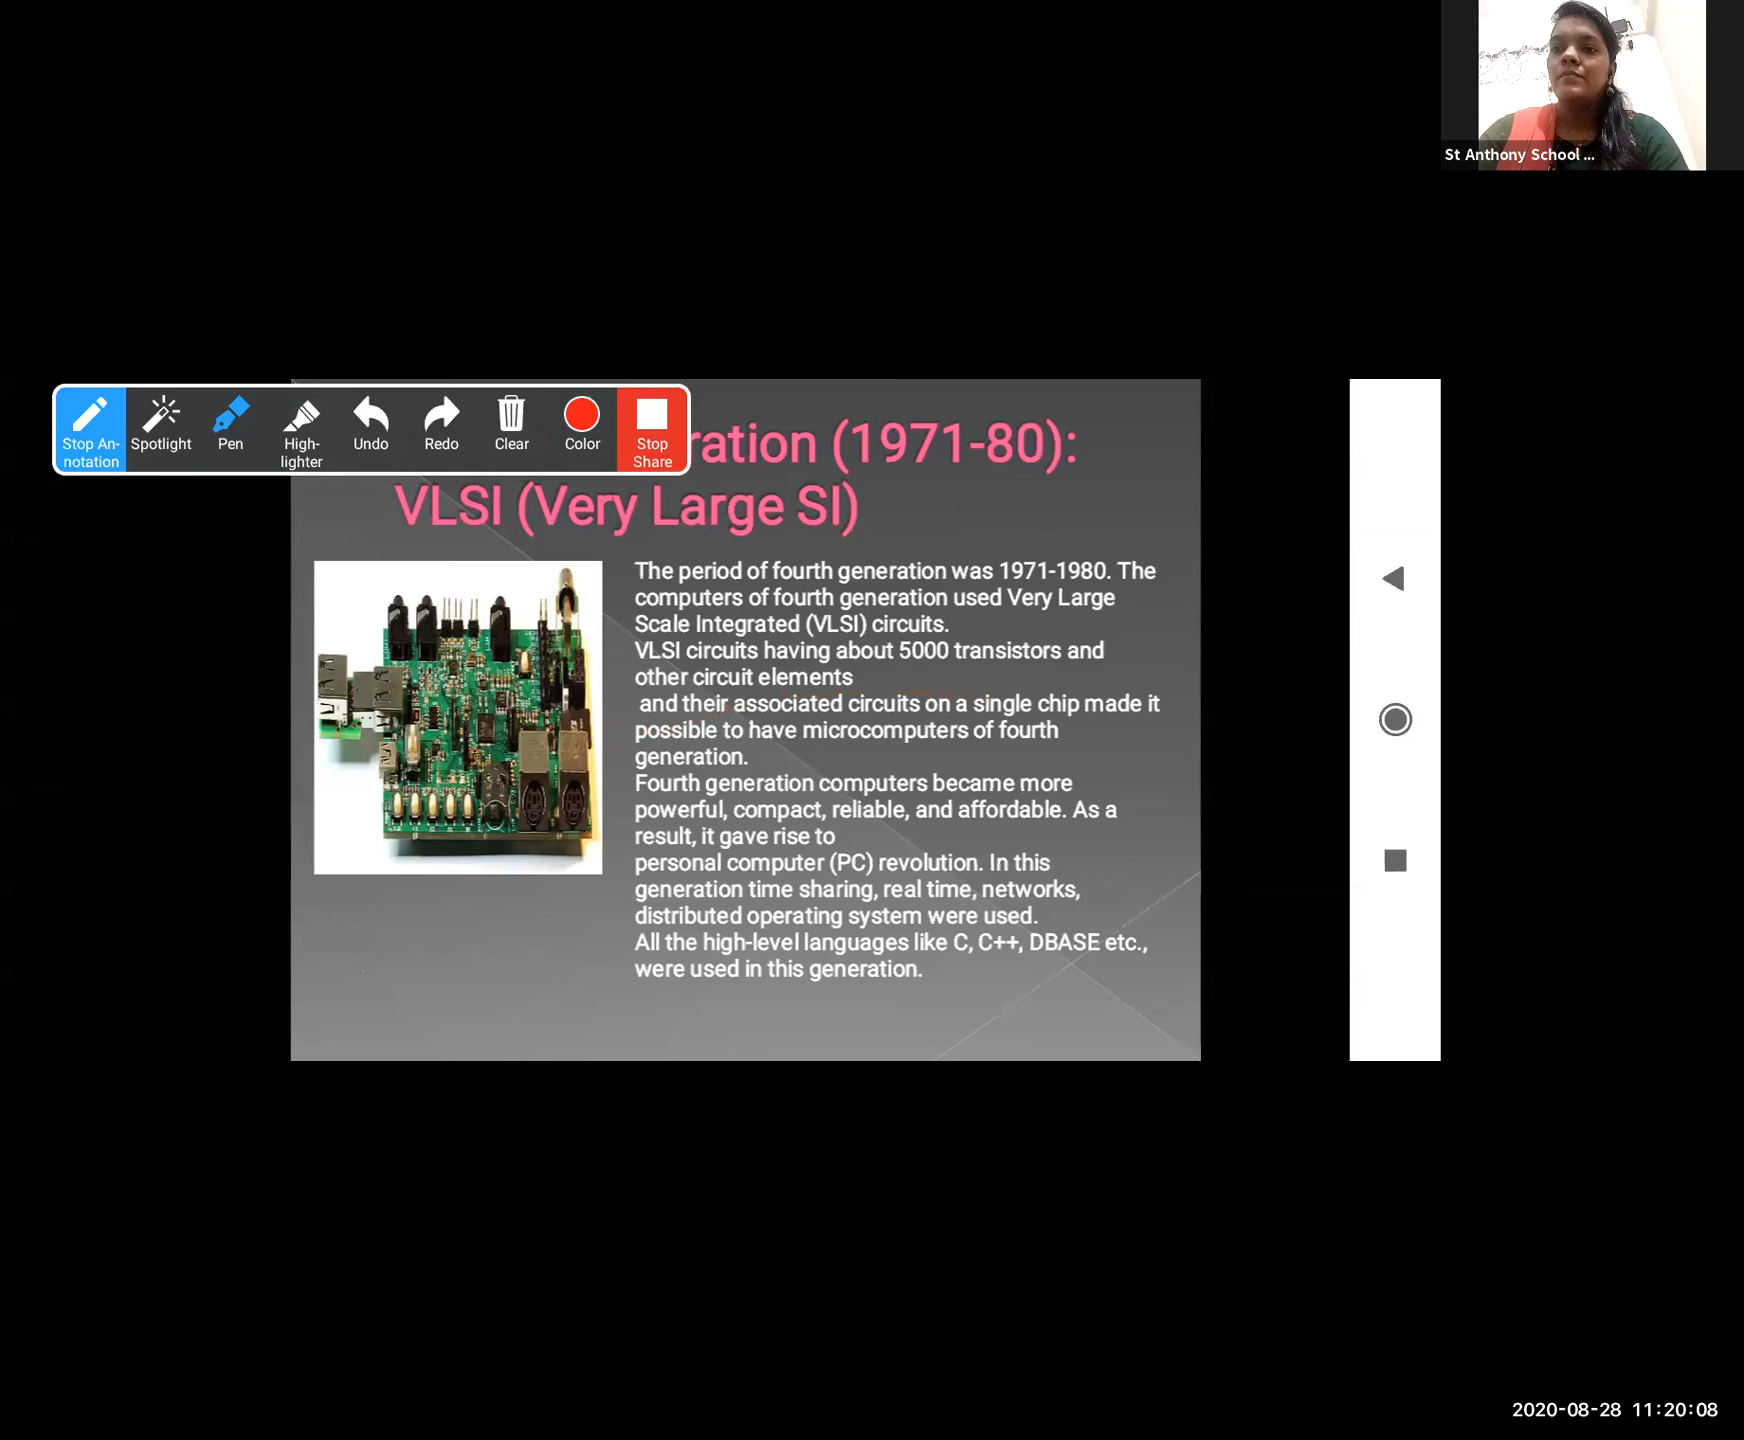 St Anthony School ...
Stop An-
notation
Spotlight
Pen
High-
lighter
Undo
Redo
Clear
Color
Stop
Share
ration (1971-80):
VLSI (Very Large SI)
The period of fourth generation was 1971-1980. The
computers of fourth generation used Very Large
Scale Integrated (VLSI) circuits.
VLSI circuits having about 5000 transistors and
other circuit elements
and their associated circuits on a single chip made it
possible to have microcomputers of fourth
generation.
Fourth generation computers became more
powerful, compact, reliable, and affordable. As a
result, it gave rise to
personal computer (PC) revolution. In this
generation time sharing, real time, networks,
distributed operating system were used.
All the high-level languages like C, C++, DBASE etc.,
were used in this generation.
2020-08-28 11:20:08